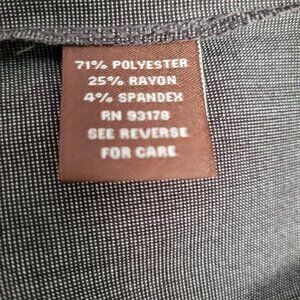 71% POLYESTER
25% RAYON
4% SPANDEX
RN 93178
SEE REVERSE
FOR CARE